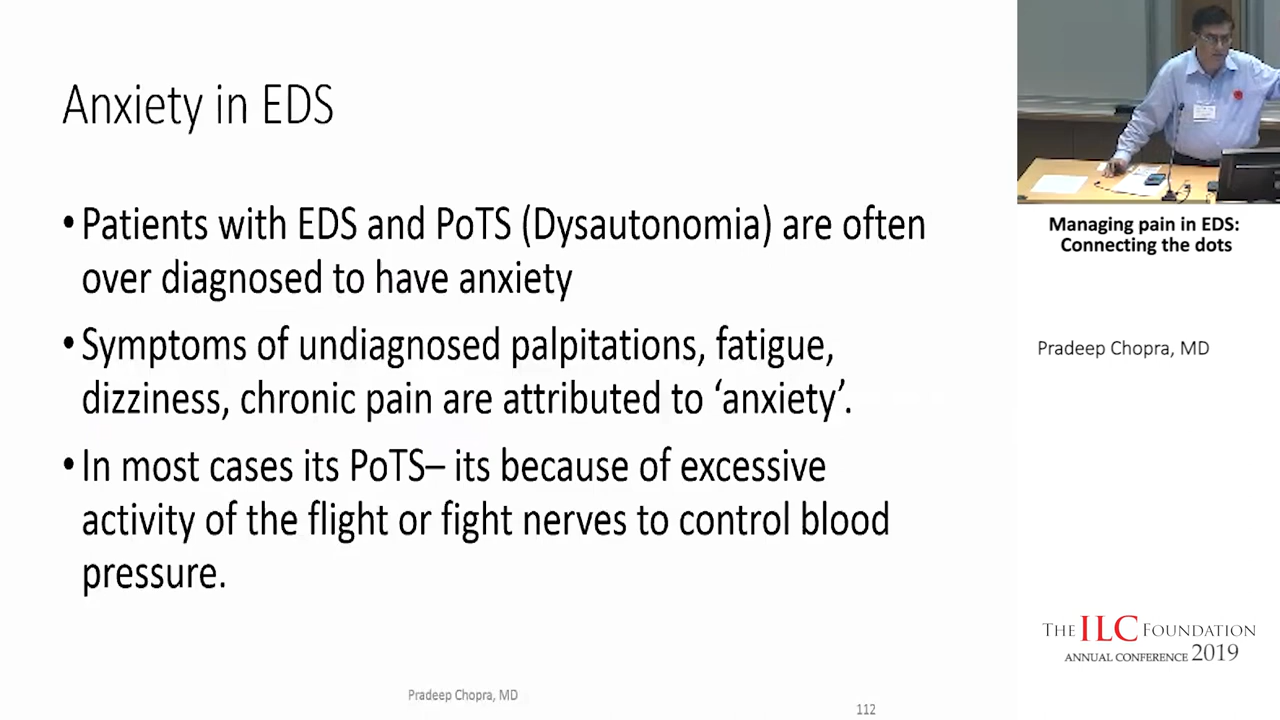 Anxiety in EDS
•Patients with EDS and PoTS (Dysautonomia) are often
over diagnosed to have anxiety
•Symptoms of undiagnosed palpitations, fatigue,
dizziness, chronic pain are attributed to ‘anxiety’.
•In most cases its PoTS– its because of excessive
activity of the flight or fight nerves to control blood
pressure.
Pradeep Chopra, MD
112
Managing pain in EDS:
Connecting the dots
Pradeep Chopra, MD
THE ILC FOUNDATION
ANNUAL CONFERENCE 2019